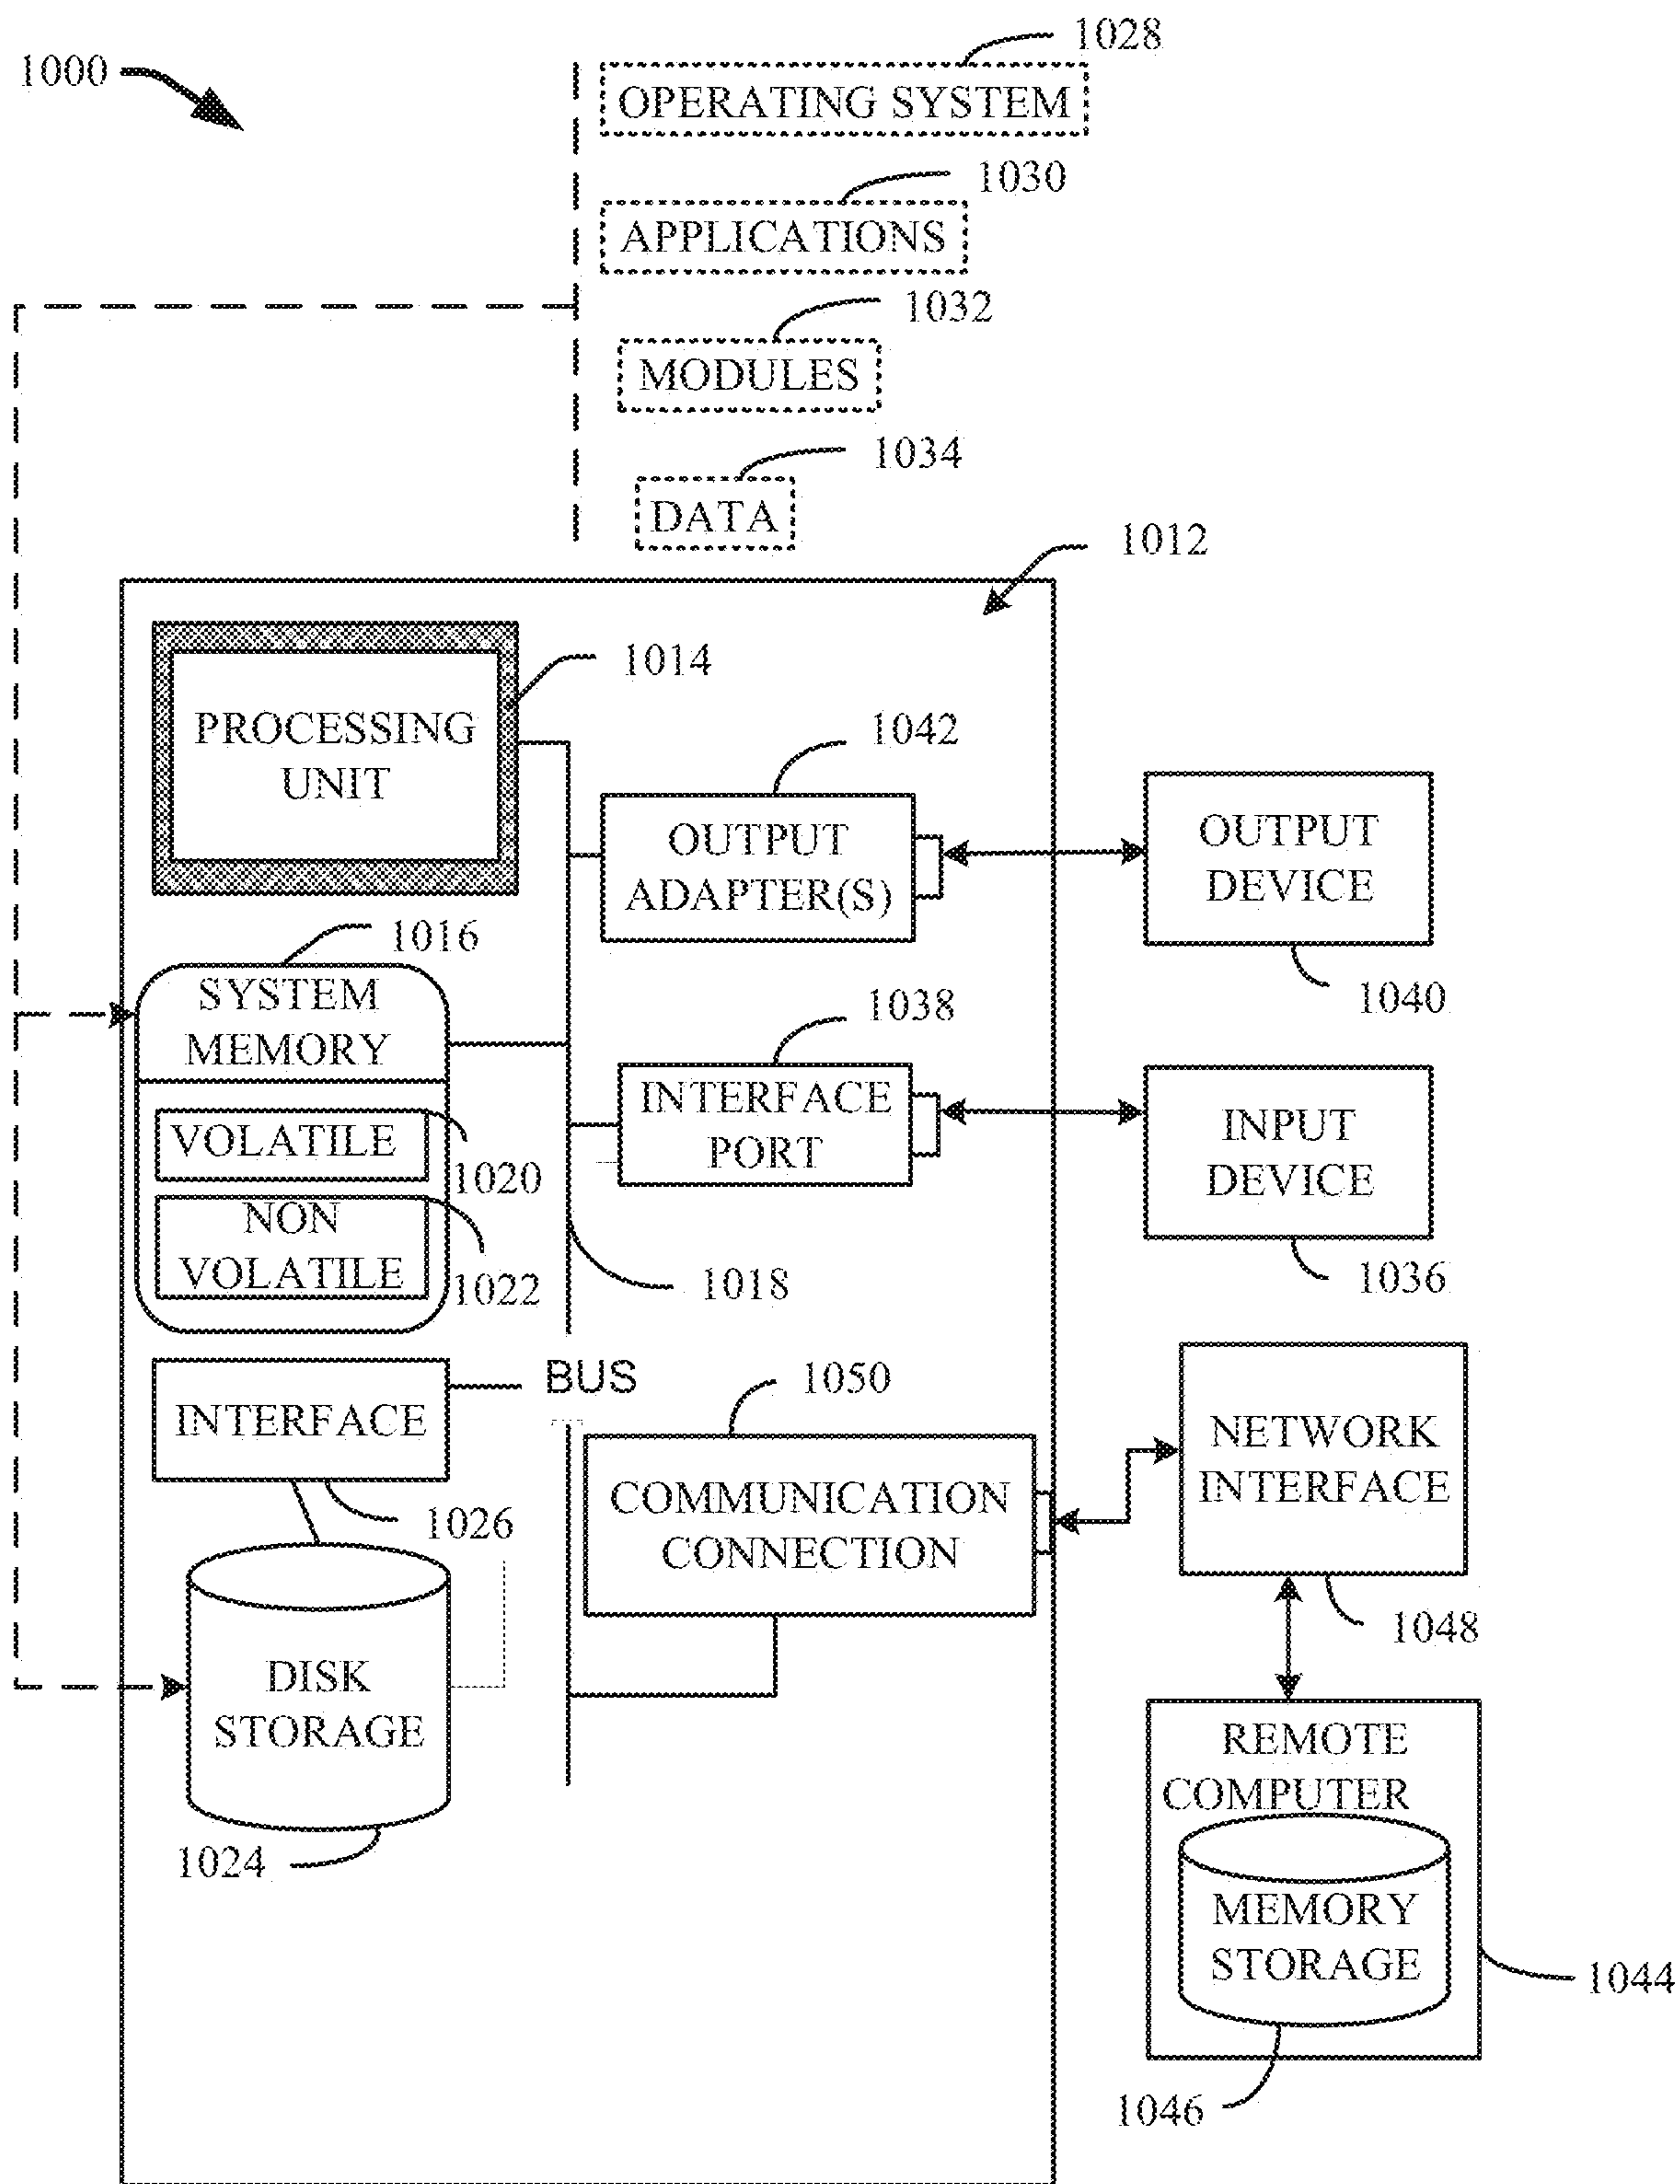 1028
1000
OPERATING SYSTEM
1030
APPLICATIONS
1032
MODULES
1034
DATA
1012
1014
PROCESSING
UNIT
1042
OUTPUT
ADAPTER(S)
OUTPUT
DEVICE
1040
1016
SYSTEM
MEMORY
1038
INTERFACE
PORT
INPUT
DEVICE
1036
VOLATILE
1020
NON
VOLATILE
1022
1018
BUS
INTERFACE
1026
1050
COMMUNICATION
CONNECTION
NETWORK
INTERFACE
1048
DISK
STORAGE
1024
REMOTE
COMPUTER
MEMORY
STORAGE
1044
1046